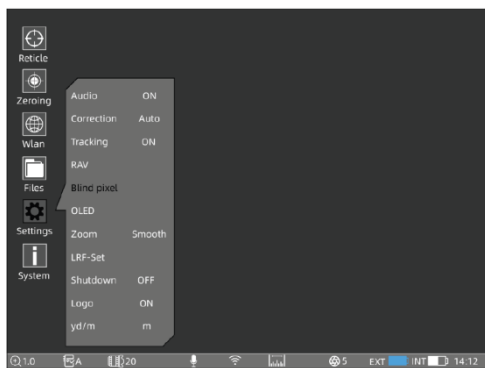 Reticle
Zeroing
Wlan
Files
Settings
System
Audio ON
Correction Auto
Tracking ON
RAV
Blind pixel
OLED
Zoom Smooth
LRF-Set
Shutdown OFF
Logo ON
yd/m m
1.0 A 20 5 EXT INT 14:12